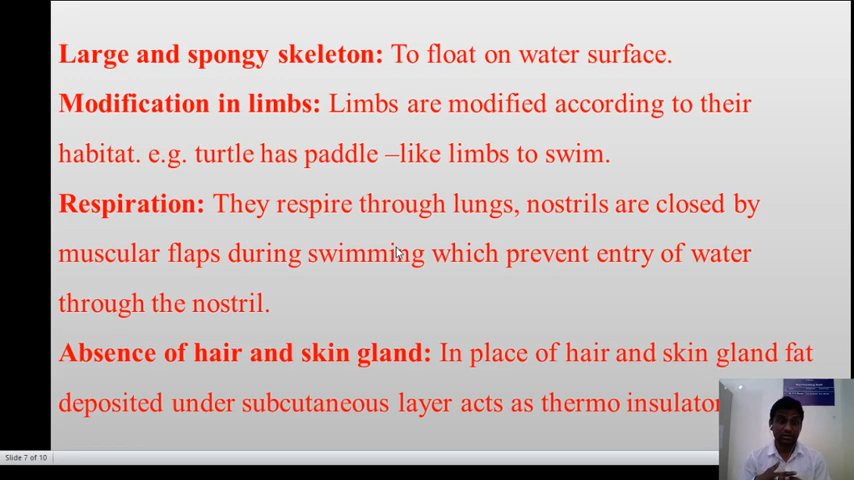 Large and spongy skeleton: To float on water surface.
Modification in limbs: Limbs are modified according to their
habitat. e.g. turtle has paddle –like limbs to swim.
Respiration: They respire through lungs, nostrils are closed by
muscular flaps during swimming which prevent entry of water
through the nostril.
Absence of hair and skin gland: In place of hair and skin gland fat
deposited under subcutaneous layer acts as thermo insulator
Slide 7 of 10